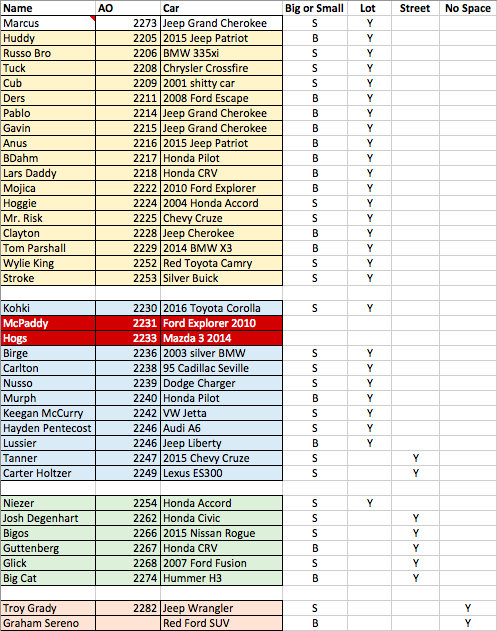 Name AO Car Big or Small Lot Street No Space
Marcus 2273 Jeep Grand Cherokee S Y
Huddy 2205 2015 Jeep Patriot B Y
Russo Bro 2206 BMW 335xi S Y
Tuck 2208 Chrysler Crossfire S Y
Cub 2209 2001 shitty car S Y
Ders 2211 2008 Ford Escape B Y
Pablo 2214 Jeep Grand Cherokee B Y
Gavin 2215 Jeep Grand Cherokee B Y
Anus 2216 2015 Jeep Patriot B Y
BDahm 2217 Honda Pilot B Y
Lars Daddy 2218 Honda CRV B Y
Mojica 2222 2010 Ford Explorer B Y
Hoggie 2224 2004 Honda Accord S Y
Mr. Risk 2225 Chevy Cruze S Y
Clayton 2228 Jeep Cherokee B Y
Tom Parshall 2229 2014 BMW X3 B Y
Wylie King 2252 Red Toyota Camry S Y
Stroke 2253 Silver Buick S Y
Kohki 2230 2016 Toyota Corolla S Y
McPaddy 2231 Ford Explorer 2010
Hogs 2233 Mazda 3 2014
Birge 2236 2003 silver BMW S Y
Carlton 2238 95 Cadillac Seville S Y
Nusso 2239 Dodge Charger S Y
Murph 2240 Honda Pilot B Y
Keegan McCurry 2242 VW Jetta S Y
Hayden Pentecost 2246 Audi A6 S Y
Lussier 2246 Jeep Liberty B Y
Tanner 2247 2015 Chevy Cruze S Y
Carter Holtzer 2249 Lexus ES300 S Y
Niezer 2254 Honda Accord S Y
Josh Degenhart 2262 Honda Civic S Y
Bigos 2266 2015 Nissan Rogue S Y
Guttenberg 2267 Honda CRV B Y
Glick 2268 2007 Ford Fusion S Y
Big Cat 2274 Hummer H3 B Y
Troy Grady 2282 Jeep Wrangler S Y
Graham Sereno Red Ford SUV B Y